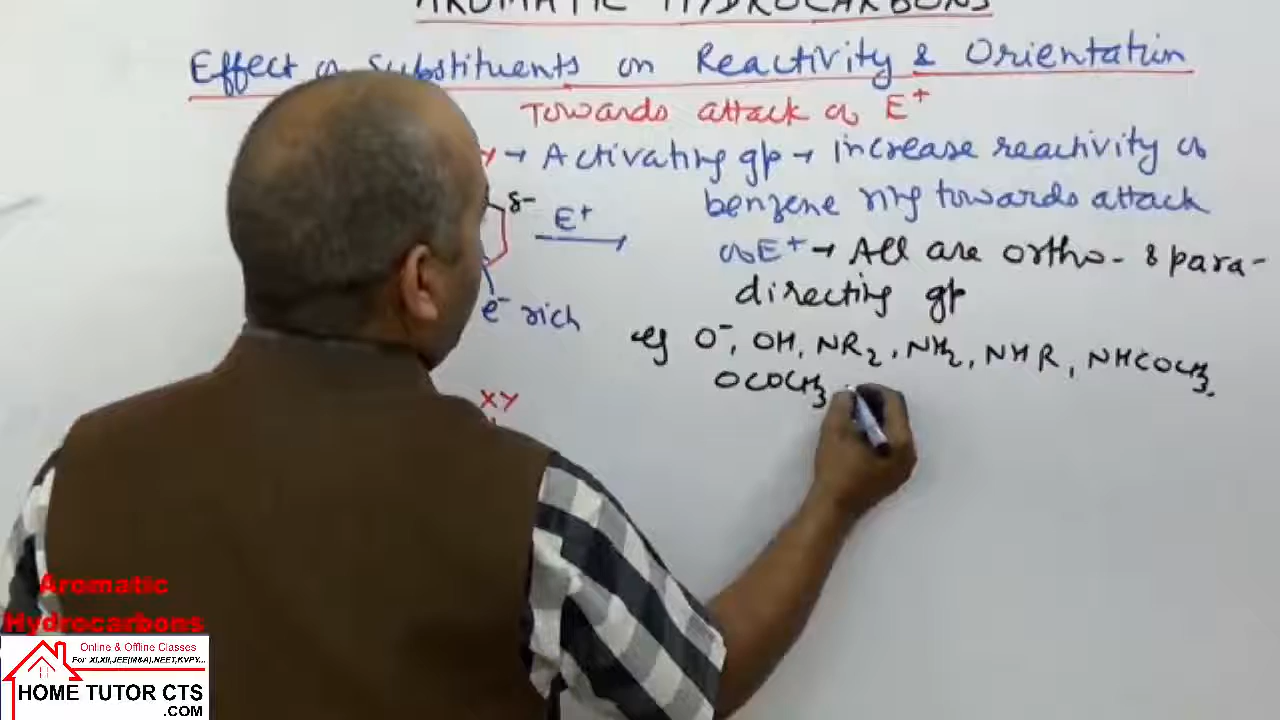 AROMATIC HYDROCARBONS
Effect Substituents on Reactivity & Orientation
Towards attack of E+
Y → Activating gp → increase reactivity of
benzene ring towards attack
of E+ → All are ortho- & para-
directing gp
δ-
E+
e- rich
eg O-, OH, NR2, NH2, NHR, NHCOCH3,
OCOCH3
XY
Aromatic
Hydrocarbons
Online & Offline Classes
For XI,XII,JEE(M&A),NEET,KVPY...
HOME TUTOR CTS
.COM